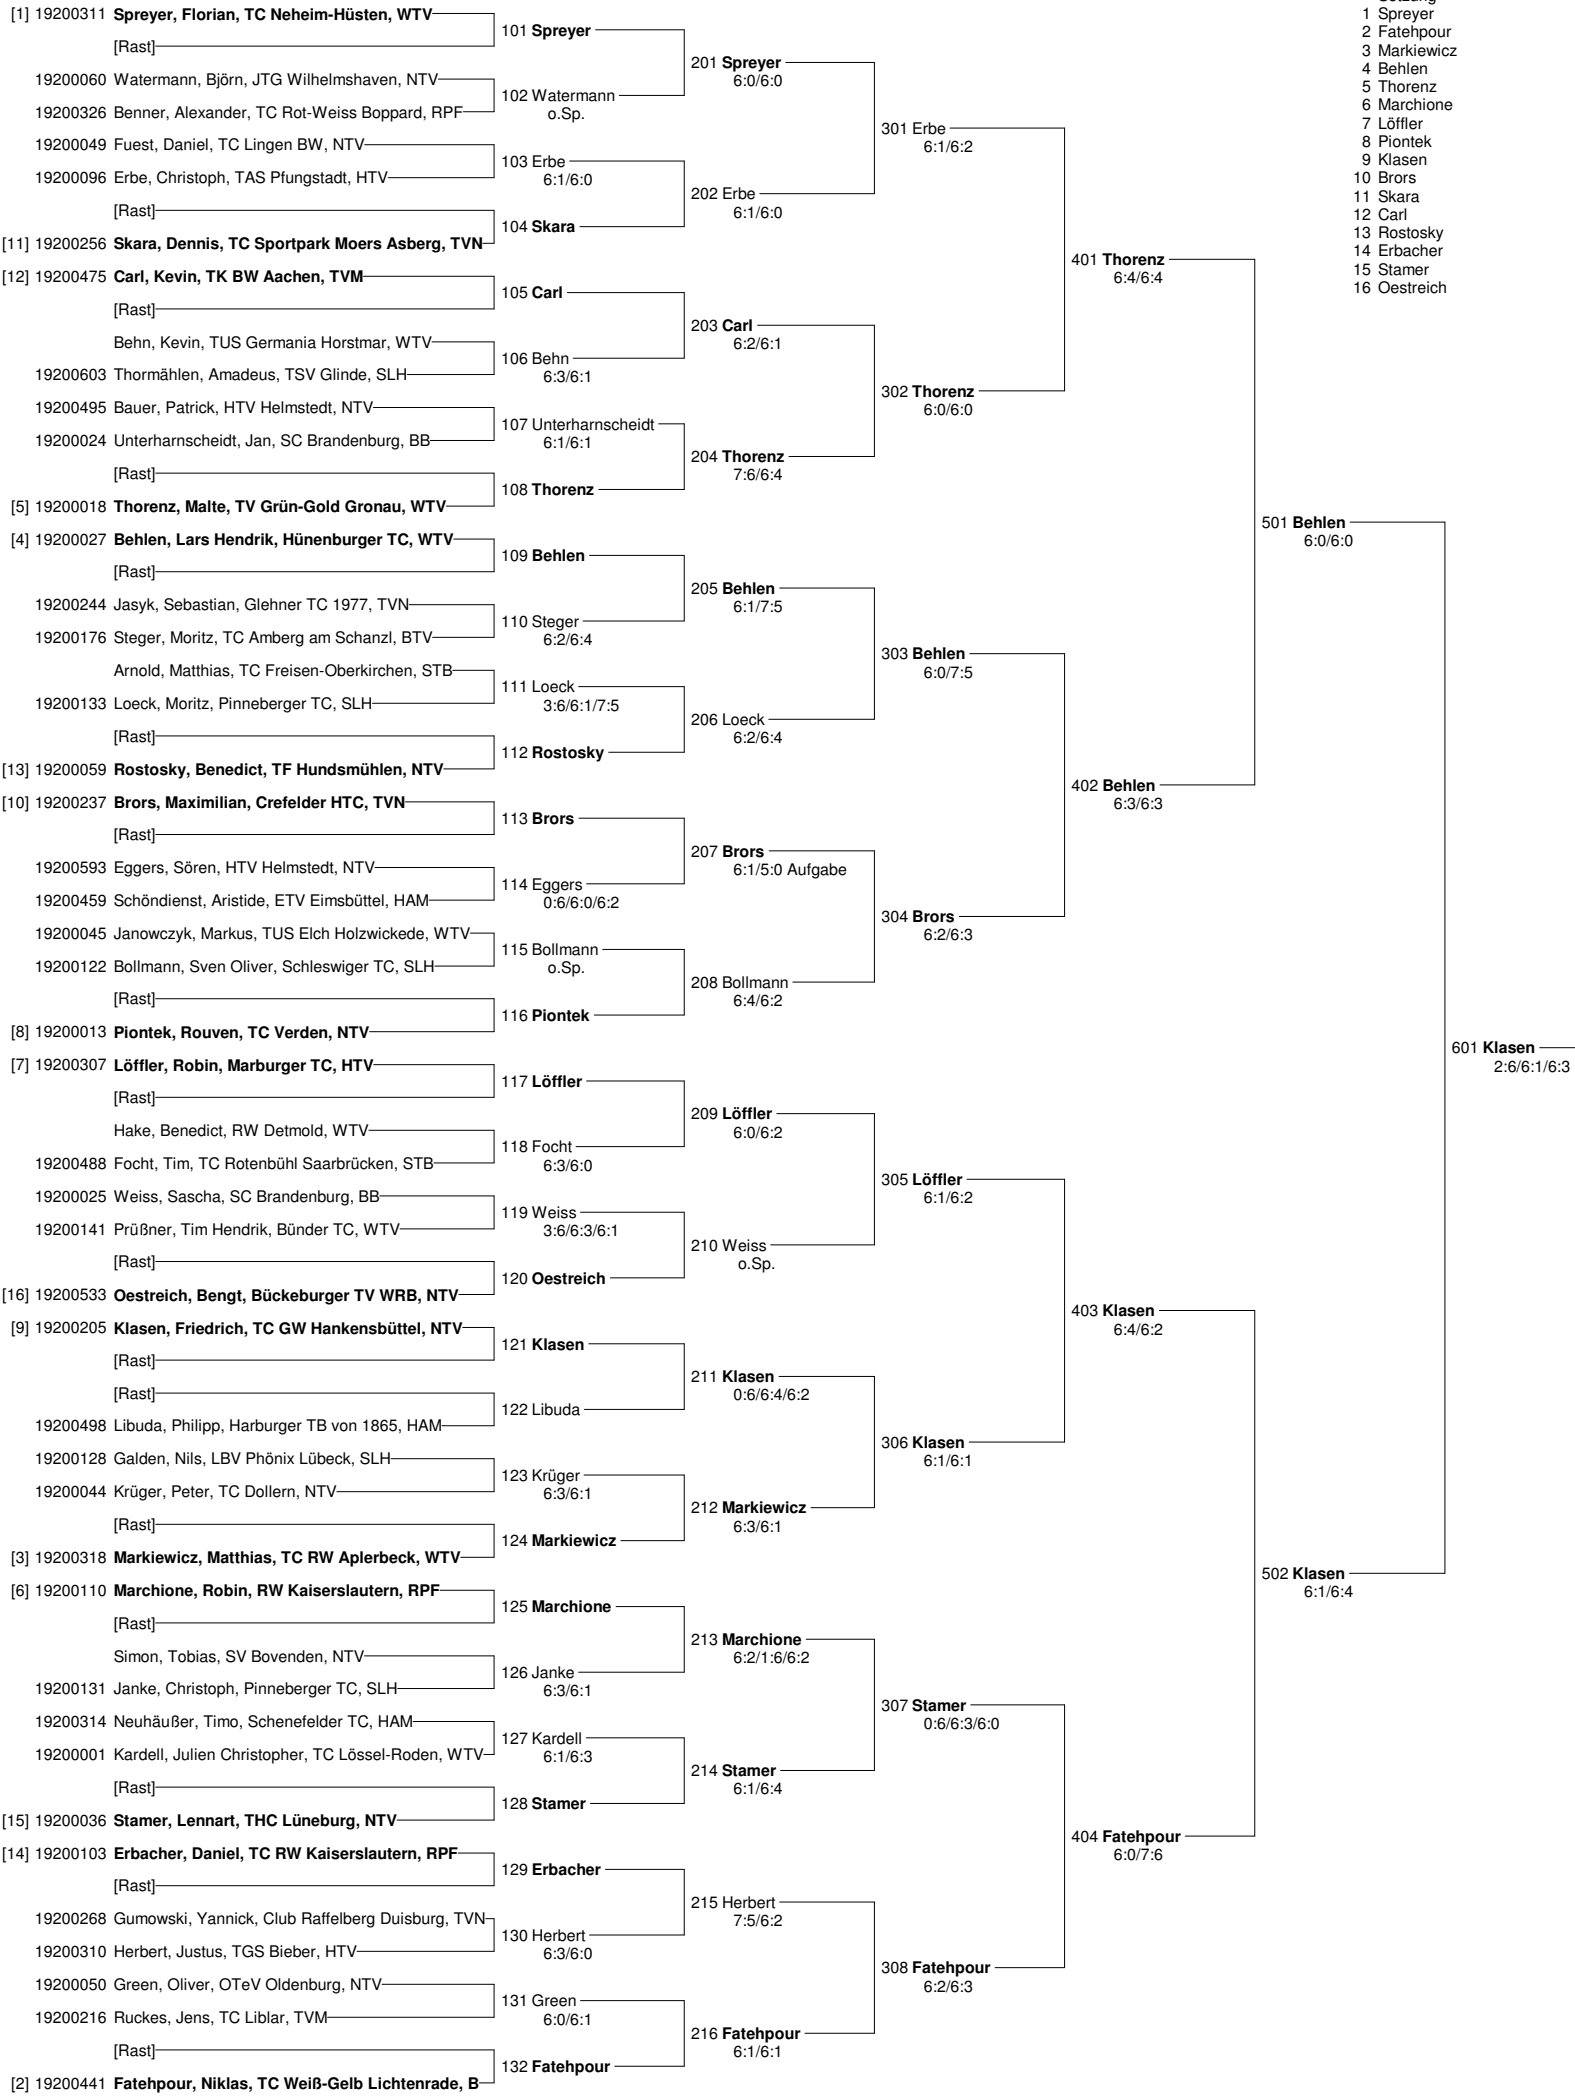 [1] 19200311 Spreyer, Florian, TC Neheim-Hüsten, WTV
[Rast]
19200060 Watermann, Björn, JTG Wilhelmshaven, NTV
19200326 Benner, Alexander, TC Rot-Weiss Boppard, RPF
19200049 Fuest, Daniel, TC Lingen BW, NTV
19200096 Erbe, Christoph, TAS Pfungstadt, HTV
[Rast]
[11] 19200256 Skara, Dennis, TC Sportpark Moers Asberg, TVN
[12] 19200475 Carl, Kevin, TK BW Aachen, TVM
[Rast]
Behn, Kevin, TUS Germania Horstmar, WTV
19200603 Thormählen, Amadeus, TSV Glinde, SLH
19200495 Bauer, Patrick, HTV Helmstedt, NTV
19200024 Unterharnscheidt, Jan, SC Brandenburg, BB
[Rast]
[5] 19200018 Thorenz, Malte, TV Grün-Gold Gronau, WTV
[4] 19200027 Behlen, Lars Hendrik, Hünenburger TC, WTV
[Rast]
19200244 Jasyk, Sebastian, Glehner TC 1977, TVN
19200176 Steger, Moritz, TC Amberg am Schanzl, BTV
Arnold, Matthias, TC Freisen-Oberkirchen, STB
19200133 Loeck, Moritz, Pinneberger TC, SLH
[Rast]
[13] 19200059 Rostosky, Benedict, TF Hundsmühlen, NTV
[10] 19200237 Brors, Maximilian, Crefelder HTC, TVN
[Rast]
19200593 Eggers, Sören, HTV Helmstedt, NTV
19200459 Schöndienst, Aristide, ETV Eimsbüttel, HAM
19200045 Janowczyk, Markus, TUS Elch Holzwickede, WTV
19200122 Bollmann, Sven Oliver, Schleswiger TC, SLH
[Rast]
[8] 19200013 Piontek, Rouven, TC Verden, NTV
[7] 19200307 Löffler, Robin, Marburger TC, HTV
[Rast]
Hake, Benedict, RW Detmold, WTV
19200488 Focht, Tim, TC Rotenbühl Saarbrücken, STB
19200025 Weiss, Sascha, SC Brandenburg, BB
19200141 Prüßner, Tim Hendrik, Bünder TC, WTV
[Rast]
[16] 19200533 Oestreich, Bengt, Bückeburger TV WRB, NTV
[9] 19200205 Klasen, Friedrich, TC GW Hankensbüttel, NTV
[Rast]
[Rast]
19200498 Libuda, Philipp, Harburger TB von 1865, HAM
19200128 Galden, Nils, LBV Phönix Lübeck, SLH
19200044 Krüger, Peter, TC Dollern, NTV
[Rast]
[3] 19200318 Markiewicz, Matthias, TC RW Aplerbeck, WTV
[6] 19200110 Marchione, Robin, RW Kaiserslautern, RPF
[Rast]
Simon, Tobias, SV Bovenden, NTV
19200131 Janke, Christoph, Pinneberger TC, SLH
19200314 Neuhäußer, Timo, Schenefelder TC, HAM
19200001 Kardell, Julien Christopher, TC Lössel-Roden, WTV
[Rast]
[15] 19200036 Stamer, Lennart, THC Lüneburg, NTV
[14] 19200103 Erbacher, Daniel, TC RW Kaiserslautern, RPF
[Rast]
19200268 Gumowski, Yannick, Club Raffelberg Duisburg, TVN
19200310 Herbert, Justus, TGS Bieber, HTV
19200050 Green, Oliver, OTeV Oldenburg, NTV
19200216 Ruckes, Jens, TC Liblar, TVM
[Rast]
[2] 19200441 Fatehpour, Niklas, TC Weiß-Gelb Lichtenrade, B
101 Spreyer
102 Watermann
o.Sp.
103 Erbe
6:1/6:0
104 Skara
105 Carl
106 Behn
6:3/6:1
107 Unterharnscheidt
6:1/6:1
108 Thorenz
109 Behlen
110 Steger
6:2/6:4
111 Loeck
3:6/6:1/7:5
112 Rostosky
113 Brors
114 Eggers
0:6/6:0/6:2
115 Bollmann
o.Sp.
116 Piontek
117 Löffler
118 Focht
6:3/6:0
119 Weiss
3:6/6:3/6:1
120 Oestreich
121 Klasen
122 Libuda
123 Krüger
6:3/6:1
124 Markiewicz
125 Marchione
126 Janke
6:3/6:1
127 Kardell
6:1/6:3
128 Stamer
129 Erbacher
130 Herbert
6:3/6:0
131 Green
6:0/6:1
132 Fatehpour
201 Spreyer
6:0/6:0
202 Erbe
6:1/6:0
203 Carl
6:2/6:1
204 Thorenz
7:6/6:4
205 Behlen
6:1/7:5
206 Loeck
6:2/6:4
207 Brors
6:1/5:0 Aufgabe
208 Bollmann
6:4/6:2
209 Löffler
6:0/6:2
210 Weiss
o.Sp.
211 Klasen
0:6/6:4/6:2
212 Markiewicz
6:3/6:1
213 Marchione
6:2/1:6/6:2
214 Stamer
6:1/6:4
215 Herbert
7:5/6:2
216 Fatehpour
6:1/6:1
301 Erbe
6:1/6:2
302 Thorenz
6:0/6:0
303 Behlen
6:0/7:5
304 Brors
6:2/6:3
305 Löffler
6:1/6:2
306 Klasen
6:1/6:1
307 Stamer
0:6/6:3/6:0
308 Fatehpour
6:2/6:3
401 Thorenz
6:4/6:4
402 Behlen
6:3/6:3
403 Klasen
6:4/6:2
404 Fatehpour
6:0/7:6
501 Behlen
6:0/6:0
502 Klasen
6:1/6:4
601 Klasen
2:6/6:1/6:3
1 Spreyer
2 Fatehpour
3 Markiewicz
4 Behlen
5 Thorenz
6 Marchione
7 Löffler
8 Piontek
9 Klasen
10 Brors
11 Skara
12 Carl
13 Rostosky
14 Erbacher
15 Stamer
16 Oestreich